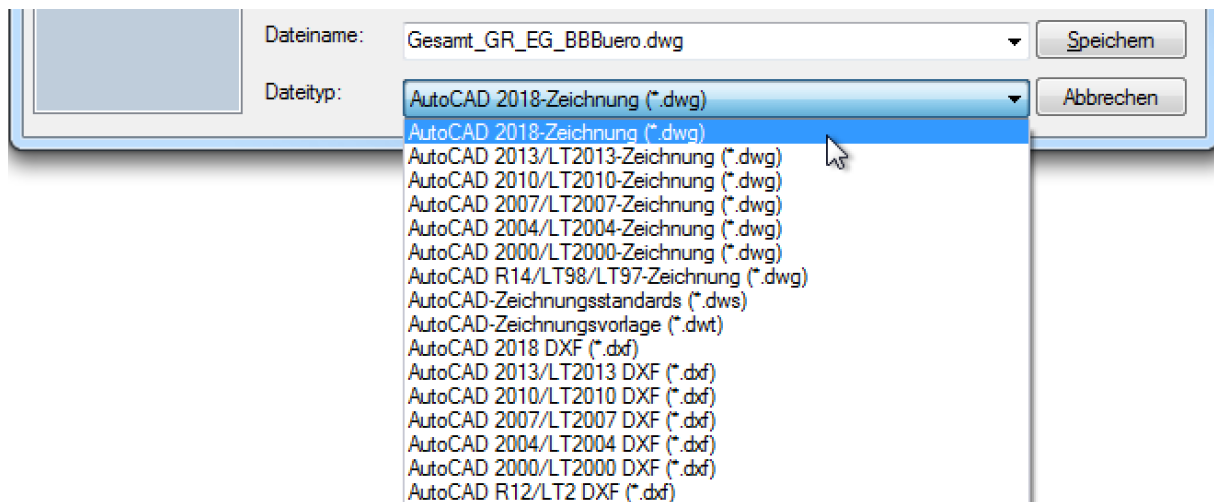 Dateiname: Gesamt_GR_EG_BBBuero.dwg Speichern
Dateityp: AutoCAD 2018-Zeichnung (*.dwg) Abbrechen
AutoCAD 2018-Zeichnung (*.dwg)
AutoCAD 2013/LT2013-Zeichnung (*.dwg)
AutoCAD 2010/LT2010-Zeichnung (*.dwg)
AutoCAD 2007/LT2007-Zeichnung (*.dwg)
AutoCAD 2004/LT2004-Zeichnung (*.dwg)
AutoCAD 2000/LT2000-Zeichnung (*.dwg)
AutoCAD R14/LT98/LT97-Zeichnung (*.dwg)
AutoCAD-Zeichnungsstandards (*.dws)
AutoCAD-Zeichnungsvorlage (*.dwt)
AutoCAD 2018 DXF (*.dxf)
AutoCAD 2013/LT2013 DXF (*.dxf)
AutoCAD 2010/LT2010 DXF (*.dxf)
AutoCAD 2007/LT2007 DXF (*.dxf)
AutoCAD 2004/LT2004 DXF (*.dxf)
AutoCAD 2000/LT2000 DXF (*.dxf)
AutoCAD R12/LT2 DXF (*.dxf)